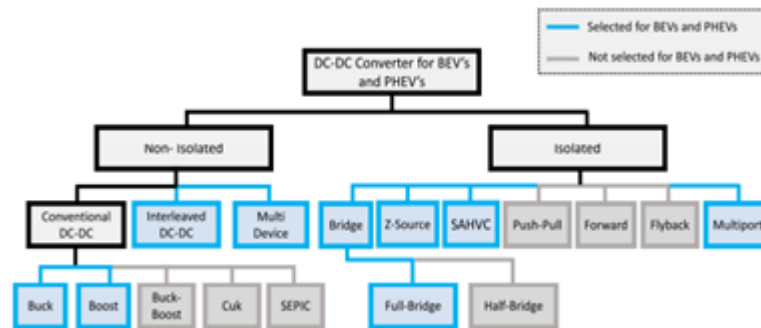 Selected for BEVs and PHEVs
Not selected for BEVs and PHEVs
DC-DC Converter for BEV's
and PHEV's
Non- Isolated
Isolated
Conventional
DC-DC
Interleaved
DC-DC
Multi
Device
Bridge
Z-Source
SAHVC
Push-Pull
Forward
Flyback
Multiport
Buck
Boost
Buck-
Boost
Cuk
SEPIC
Full-Bridge
Half-Bridge